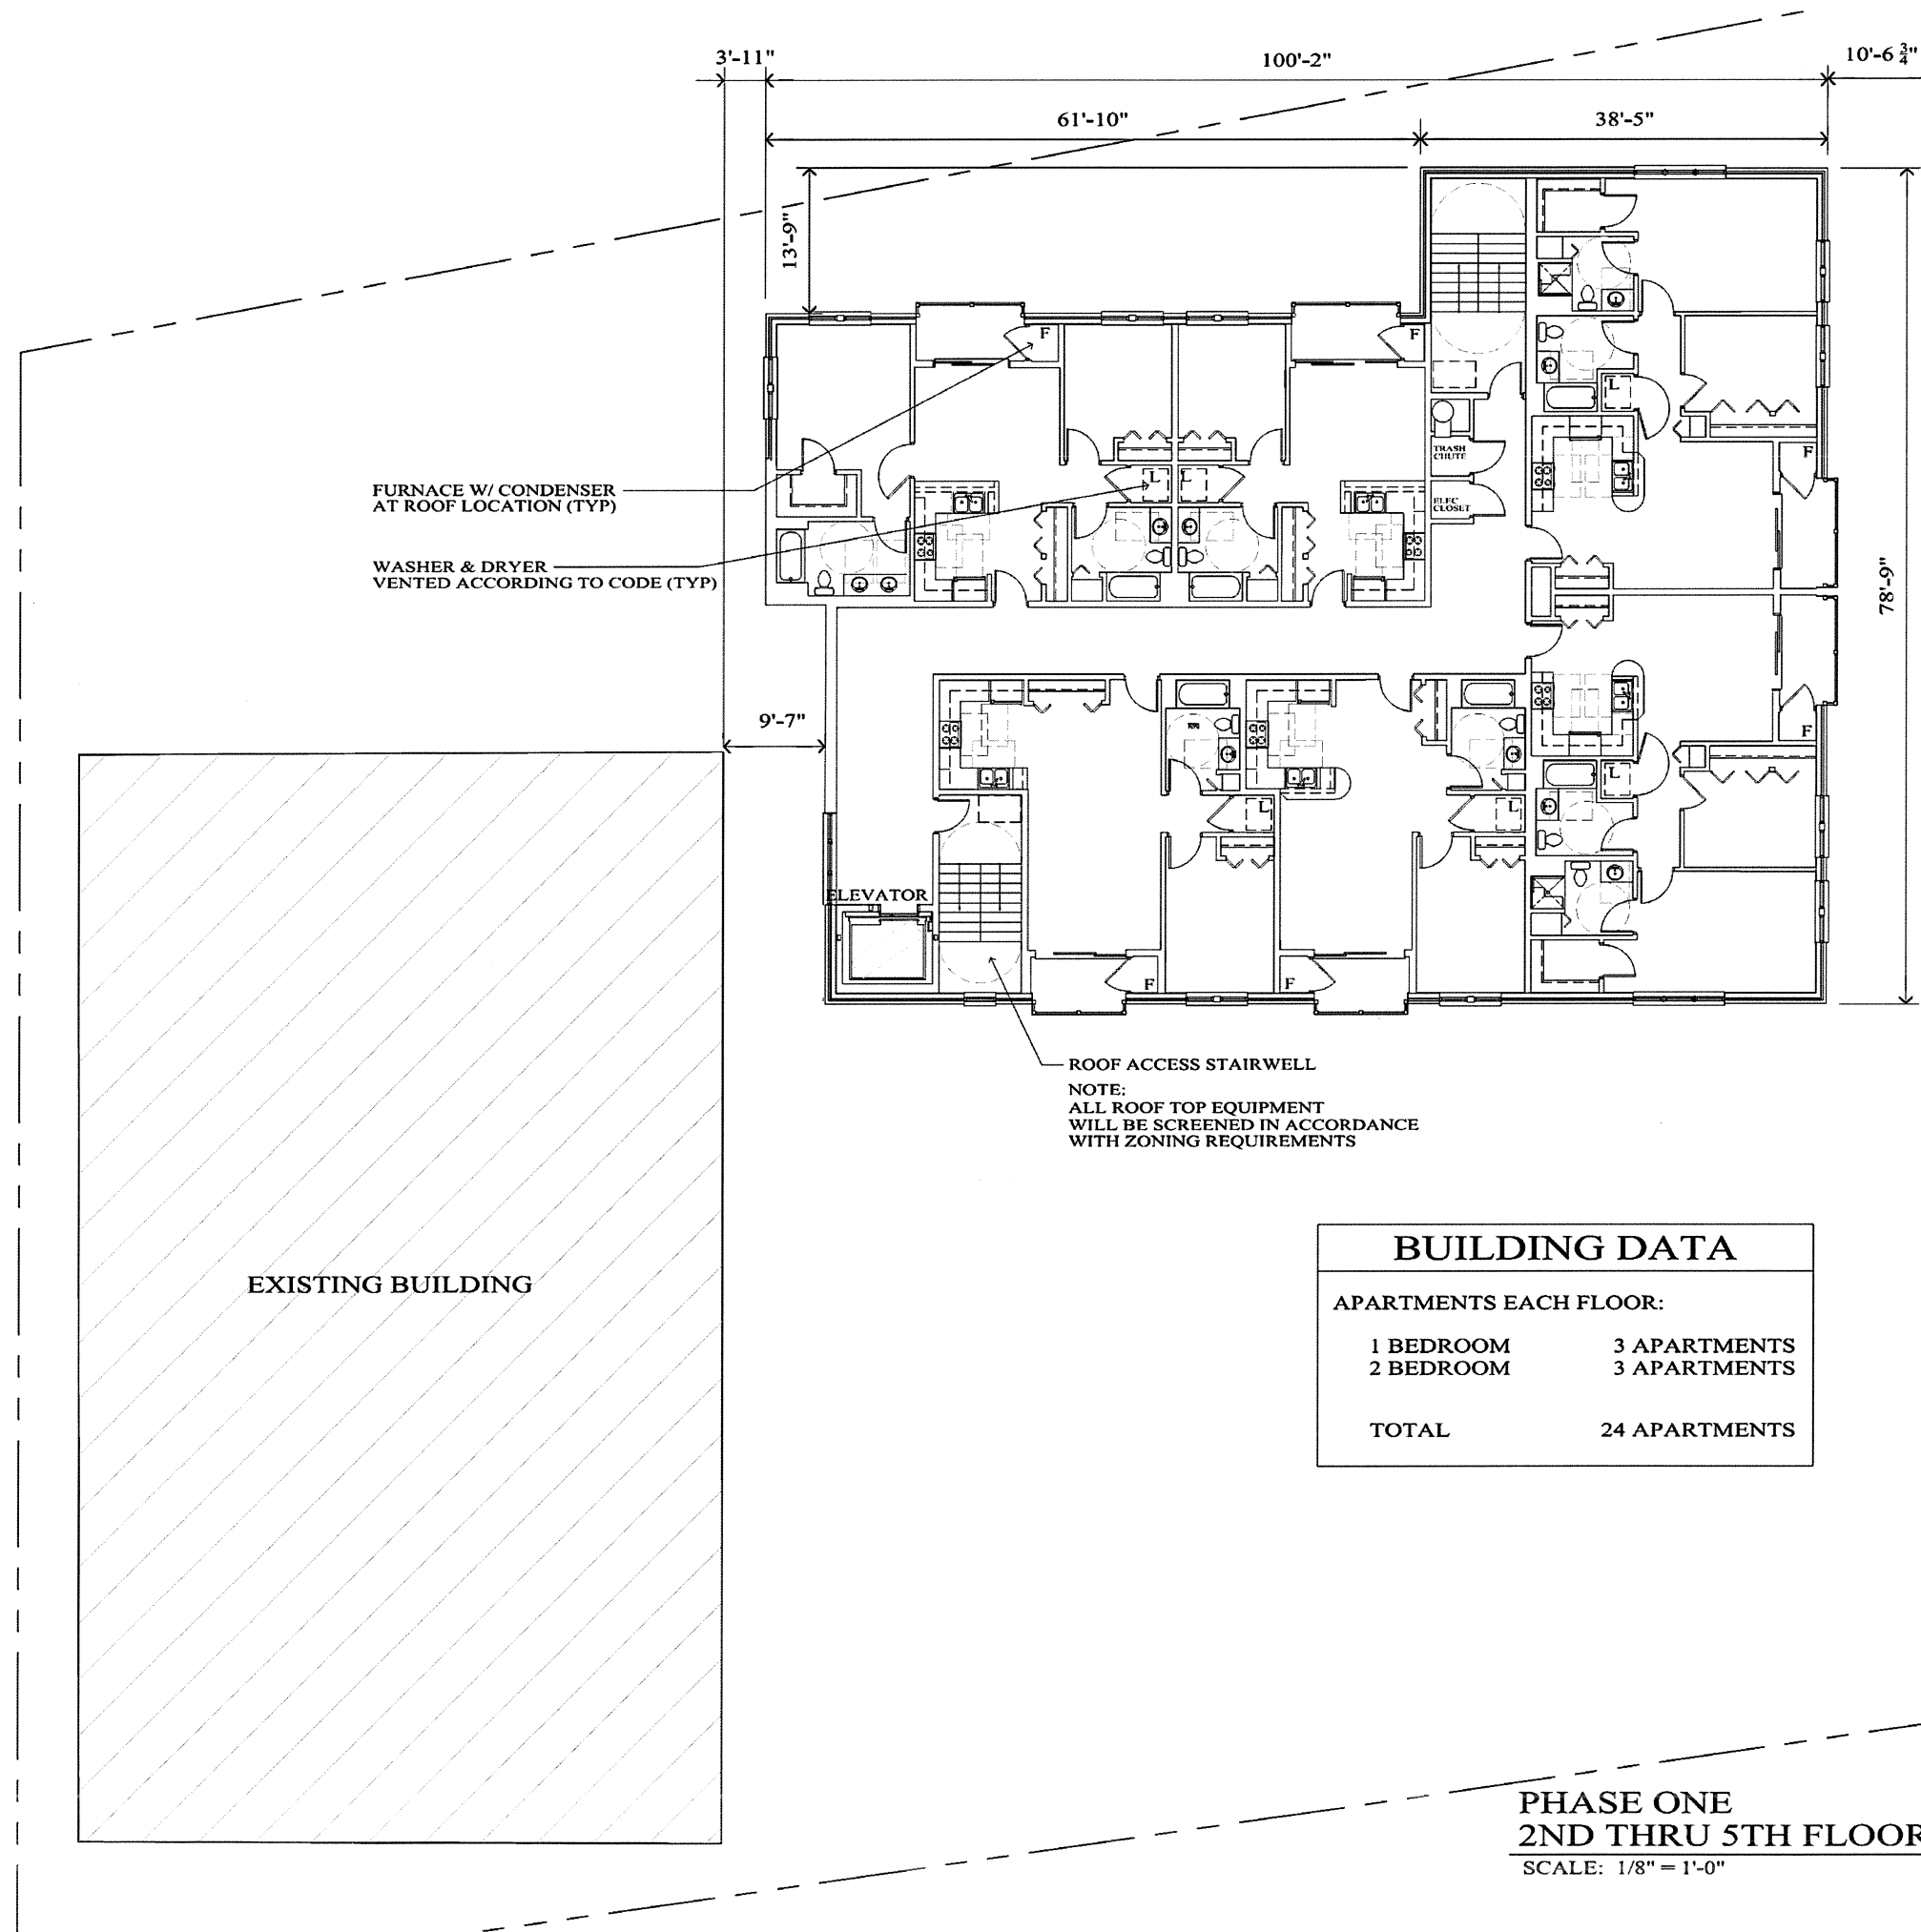 3'-11"
100'-2"
10'-6 3/4"
61'-10"
38'-5"
13'-9"
F
F
TRASH
CHUTE
F
FURNACE W/ CONDENSER
AT ROOF LOCATION (TYP)
L
L
L
ELEC
CLOSET
WASHER & DRYER
VENTED ACCORDING TO CODE (TYP)
78'-9"
9'-7"
F
L
L
L
ELEVATOR
F
F
ROOF ACCESS STAIRWELL
NOTE:
ALL ROOF TOP EQUIPMENT
WILL BE SCREENED IN ACCORDANCE
WITH ZONING REQUIREMENTS
EXISTING BUILDING
BUILDING DATA
APARTMENTS EACH FLOOR:
1 BEDROOM 3 APARTMENTS
2 BEDROOM 3 APARTMENTS
TOTAL 24 APARTMENTS
PHASE ONE
2ND THRU 5TH FLOOR
SCALE: 1/8" = 1'-0"